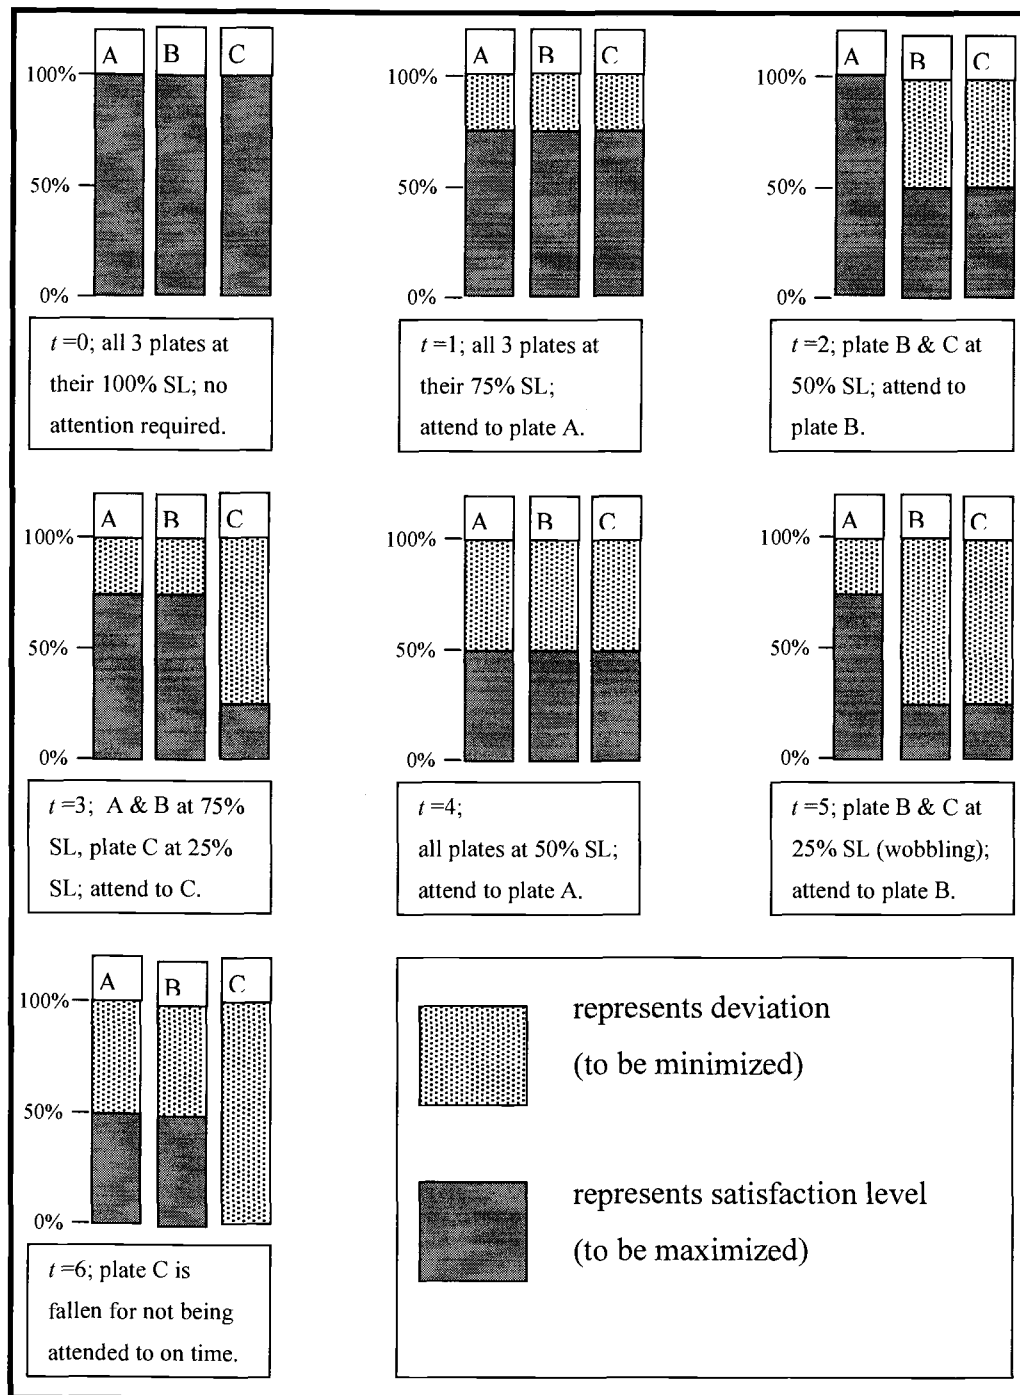 A B C
100%
50%
0%
t =0; all 3 plates at
their 100% SL; no
attention required.
A B C
100%
50%
0%
t =1; all 3 plates at
their 75% SL;
attend to plate A.
A B C
100%
50%
0%
t =2; plate B & C at
50% SL; attend to
plate B.
A B C
100%
50%
0%
t =3; A & B at 75%
SL, plate C at 25%
SL; attend to C.
A B C
100%
50%
0%
t =4;
all plates at 50% SL;
attend to plate A.
A B C
100%
50%
0%
t =5; plate B & C at
25% SL (wobbling);
attend to plate B.
A B C
100%
50%
0%
t =6; plate C is
fallen for not being
attended to on time.
represents deviation
(to be minimized)
represents satisfaction level
(to be maximized)